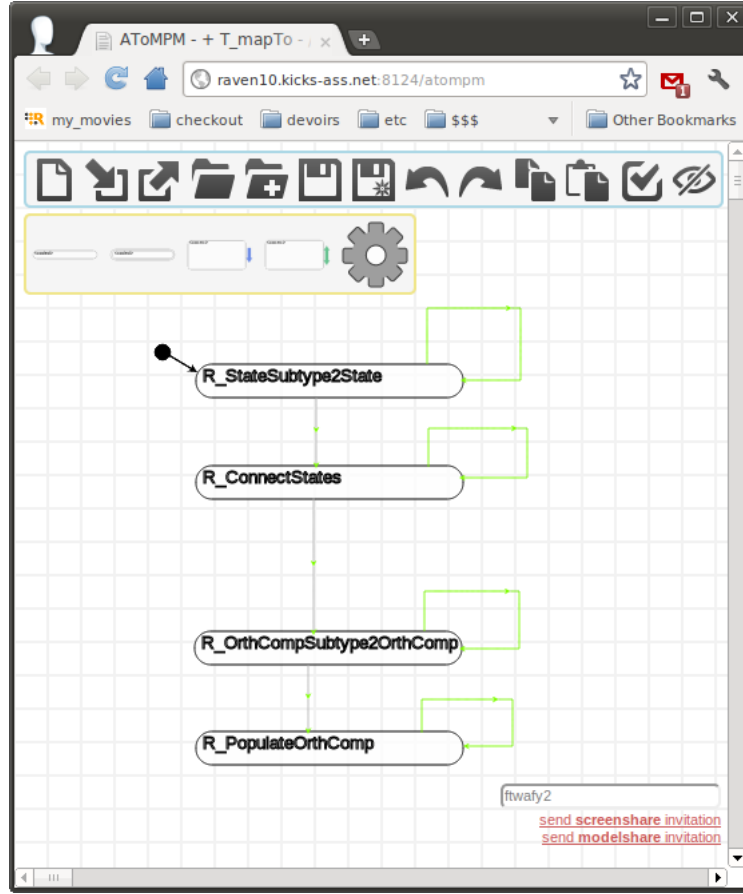 AToMPM - + T_mapTo -
raven10.kicks-ass.net:8124/atompm
1
my_movies checkout devoirs etc $$$ Other Bookmarks
R_StateSubtype2State
R_ConnectStates
R_OrthCompSubtype2OrthComp
R_PopulateOrthComp
ftwafy2
send screenshare invitation
send modelshare invitation